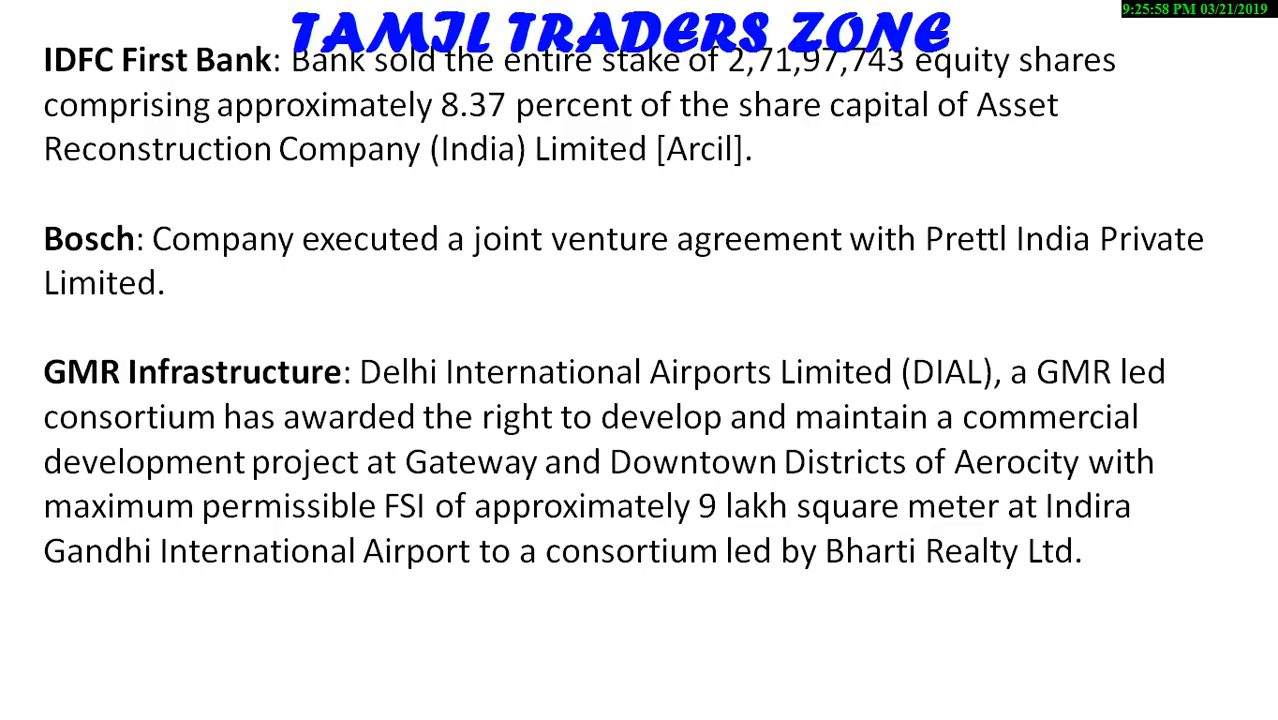 9:25:58 PM 03/21/2019
TAMIL TRADERS ZONE
IDFC First Bank: Bank sold the entire stake of 2,71,97,743 equity shares
comprising approximately 8.37 percent of the share capital of Asset
Reconstruction Company (India) Limited [Arcil].
Bosch: Company executed a joint venture agreement with Prettl India Private
Limited.
GMR Infrastructure: Delhi International Airports Limited (DIAL), a GMR led
consortium has awarded the right to develop and maintain a commercial
development project at Gateway and Downtown Districts of Aerocity with
maximum permissible FSI of approximately 9 lakh square meter at Indira
Gandhi International Airport to a consortium led by Bharti Realty Ltd.